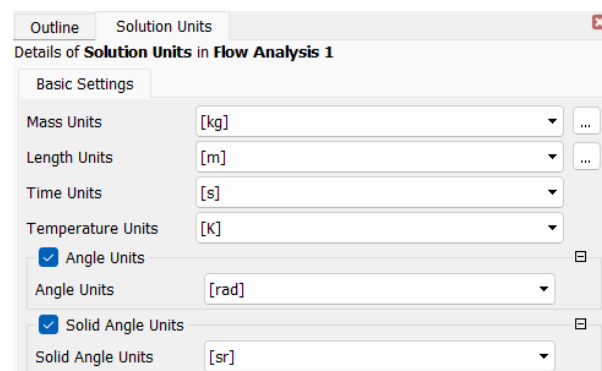 Outline Solution Units
Details of Solution Units in Flow Analysis 1
Basic Settings
Mass Units [kg] ...
Length Units [m] ...
Time Units [s]
Temperature Units [K]
Angle Units
Angle Units [rad]
Solid Angle Units
Solid Angle Units [sr]